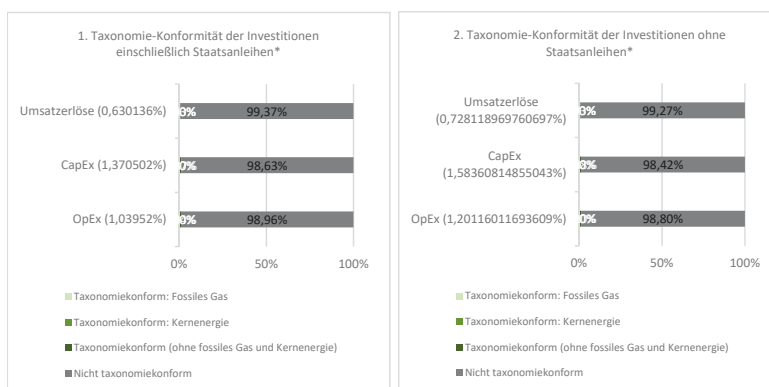 1. Taxonomie-Konformität der Investitionen
einschließlich Staatsanleihen*
Umsatzerlöse (0,630136%)
99,37%
CapEx (1,370502%)
98,63%
OpEx (1,03952%)
98,96%
0%
50%
100%
Taxonomiekonform: Fossiles Gas
Taxonomiekonform: Kernenergie
Taxonomiekonform (ohne fossiles Gas und Kernenergie)
Nicht taxonomiekonform
2. Taxonomie-Konformität der Investitionen ohne
Staatsanleihen*
Umsatzerlöse
(0,728118969760697%)
99,27%
CapEx
(1,58360814855043%)
98,42%
OpEx (1,20116011693609%)
98,80%
0%
50%
100%
Taxonomiekonform: Fossiles Gas
Taxonomiekonform: Kernenergie
Taxonomiekonform (ohne fossiles Gas und Kernenergie)
Nicht taxonomiekonform